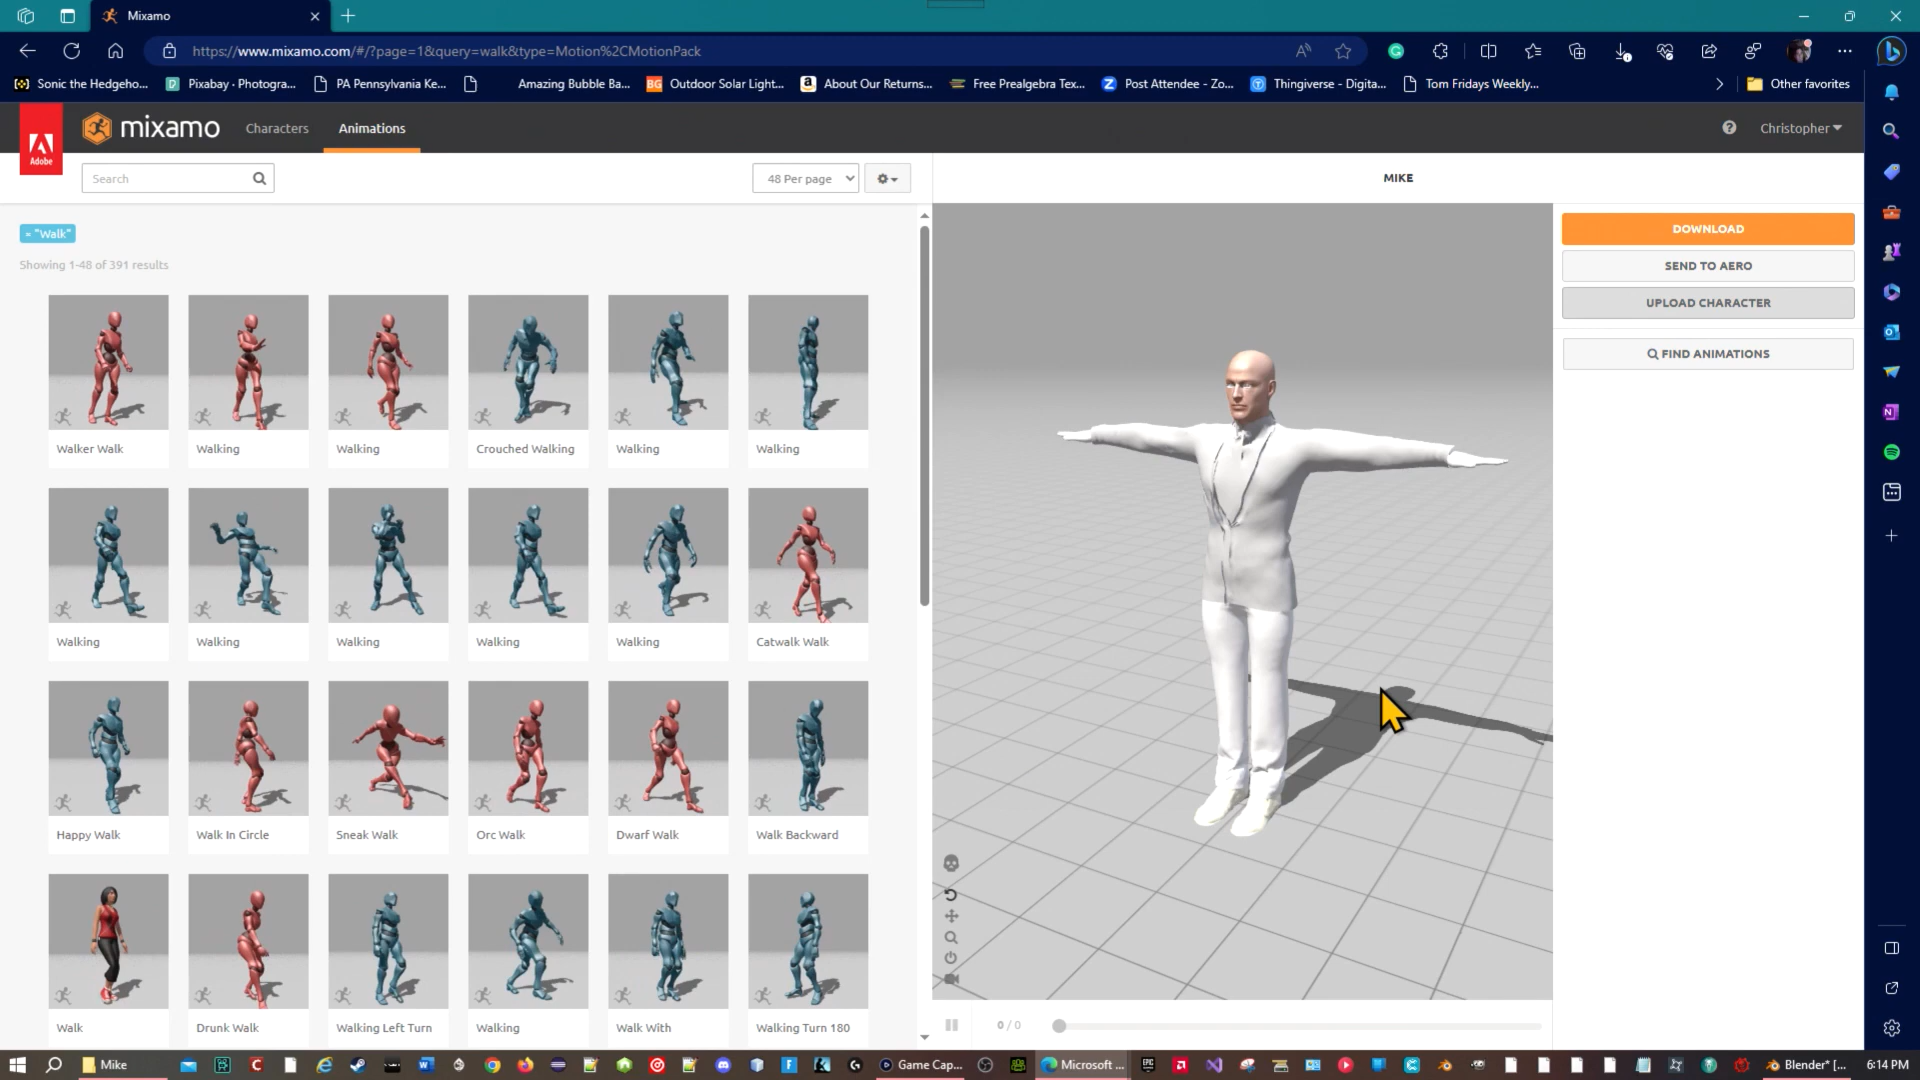 Mixamo
https://www.mixamo.com/#/?page=1&query=walk&type=Motion%2CMotionPack
Sonic the Hedgeho...
Pixabay · Photogra...
PA Pennsylvania Ke...
Amazing Bubble Ba...
BG Outdoor Solar Light...
About Our Returns...
Free Prealgebra Tex...
Post Attendee - Zo...
Thingiverse - Digita...
Tom Fridays Weekly...
Other favorites
Adobe
mixamo
Characters
Animations
Christopher
Search
48 Per page
MIKE
≈ "Walk"
Showing 1-48 of 391 results
Walker Walk
Walking
Walking
Crouched Walking
Walking
Walking
Walking
Walking
Walking
Walking
Walking
Catwalk Walk
Happy Walk
Walk In Circle
Sneak Walk
Orc Walk
Dwarf Walk
Walk Backward
Walk
Drunk Walk
Walking Left Turn
Walking
Walk With
Walking Turn 180
DOWNLOAD
SEND TO AERO
UPLOAD CHARACTER
FIND ANIMATIONS
0 / 0
Mike
Game Cap...
Microsoft ...
Blender* [...
6:14 PM